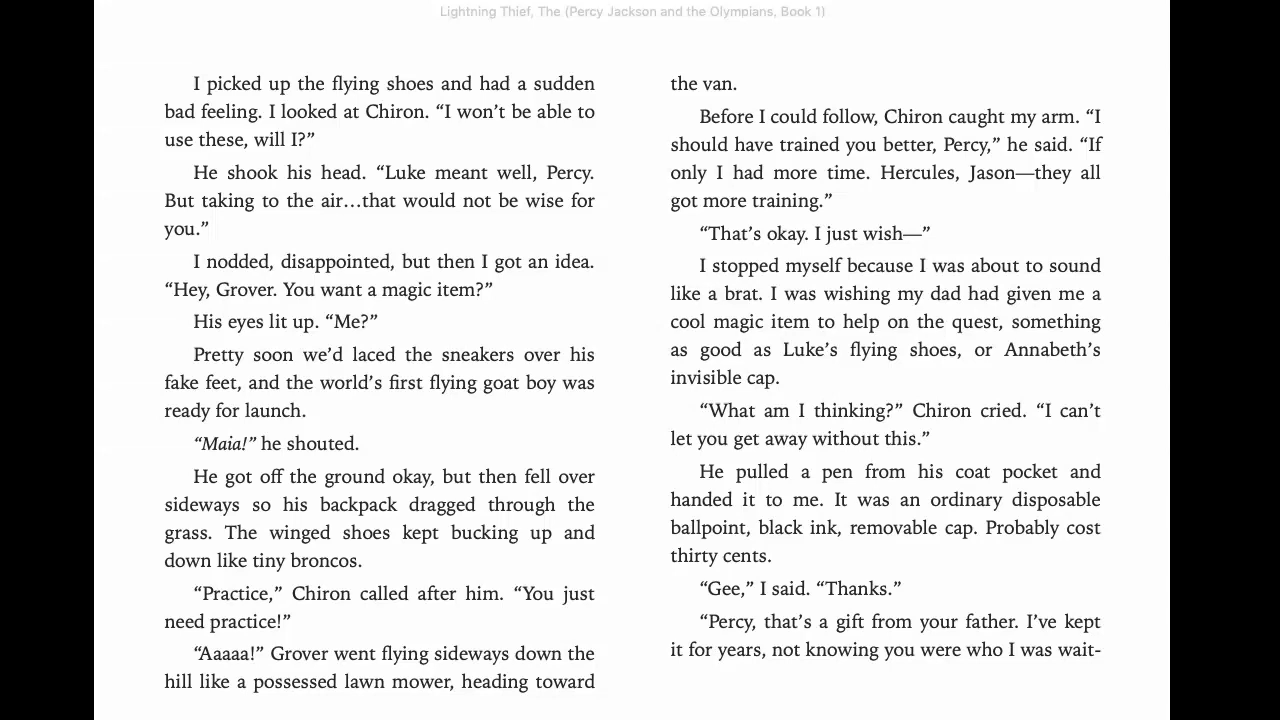 Lightning Thief, The (Percy Jackson and the Olympians, Book 1)
I picked up the flying shoes and had a sudden
bad feeling. I looked at Chiron. “I won’t be able to
use these, will I?”
He shook his head. “Luke meant well, Percy.
But taking to the air…that would not be wise for
you.”
I nodded, disappointed, but then I got an idea.
“Hey, Grover. You want a magic item?”
His eyes lit up. “Me?”
Pretty soon we’d laced the sneakers over his
fake feet, and the world’s first flying goat boy was
ready for launch.
“Maia!” he shouted.
He got off the ground okay, but then fell over
sideways so his backpack dragged through the
grass. The winged shoes kept bucking up and
down like tiny broncos.
“Practice,” Chiron called after him. “You just
need practice!”
“Aaaaa!” Grover went flying sideways down the
hill like a possessed lawn mower, heading toward
the van.
Before I could follow, Chiron caught my arm. “I
should have trained you better, Percy,” he said. “If
only I had more time. Hercules, Jason—they all
got more training.”
“That’s okay. I just wish—”
I stopped myself because I was about to sound
like a brat. I was wishing my dad had given me a
cool magic item to help on the quest, something
as good as Luke’s flying shoes, or Annabeth’s
invisible cap.
“What am I thinking?” Chiron cried. “I can’t
let you get away without this.”
He pulled a pen from his coat pocket and
handed it to me. It was an ordinary disposable
ballpoint, black ink, removable cap. Probably cost
thirty cents.
“Gee,” I said. “Thanks.”
“Percy, that’s a gift from your father. I’ve kept
it for years, not knowing you were who I was wait-